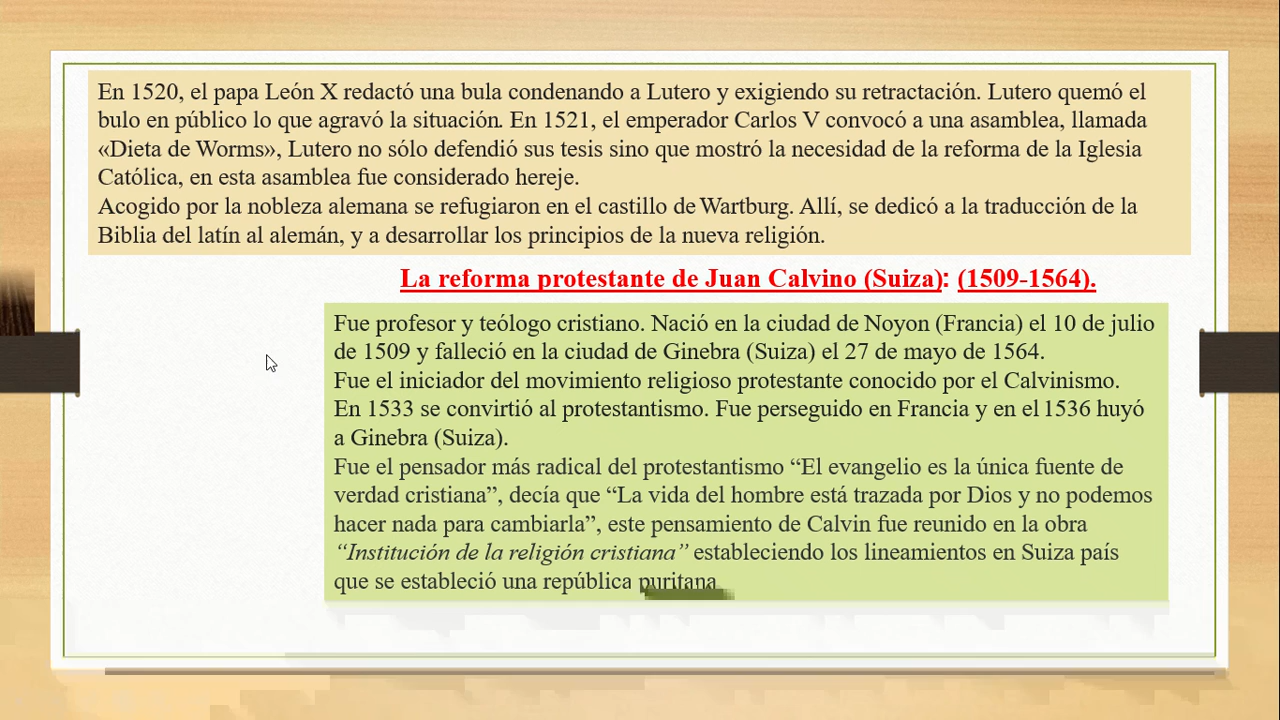 En 1520, el papa León X redactó una bula condenando a Lutero y exigiendo su retractación. Lutero quemó el
bulo en público lo que agravó la situación. En 1521, el emperador Carlos V convocó a una asamblea, llamada
«Dieta de Worms», Lutero no sólo defendió sus tesis sino que mostró la necesidad de la reforma de la Iglesia
Católica, en esta asamblea fue considerado hereje.
Acogido por la nobleza alemana se refugiaron en el castillo de Wartburg. Allí, se dedicó a la traducción de la
Biblia del latín al alemán, y a desarrollar los principios de la nueva religión.
La reforma protestante de Juan Calvino (Suiza): (1509-1564).
Fue profesor y teólogo cristiano. Nació en la ciudad de Noyon (Francia) el 10 de julio
de 1509 y falleció en la ciudad de Ginebra (Suiza) el 27 de mayo de 1564.
Fue el iniciador del movimiento religioso protestante conocido por el Calvinismo.
En 1533 se convirtió al protestantismo. Fue perseguido en Francia y en el 1536 huyó
a Ginebra (Suiza).
Fue el pensador más radical del protestantismo “El evangelio es la única fuente de
verdad cristiana”, decía que “La vida del hombre está trazada por Dios y no podemos
hacer nada para cambiarla”, este pensamiento de Calvin fue reunido en la obra
“Institución de la religión cristiana” estableciendo los lineamientos en Suiza país
que se estableció una república puritana